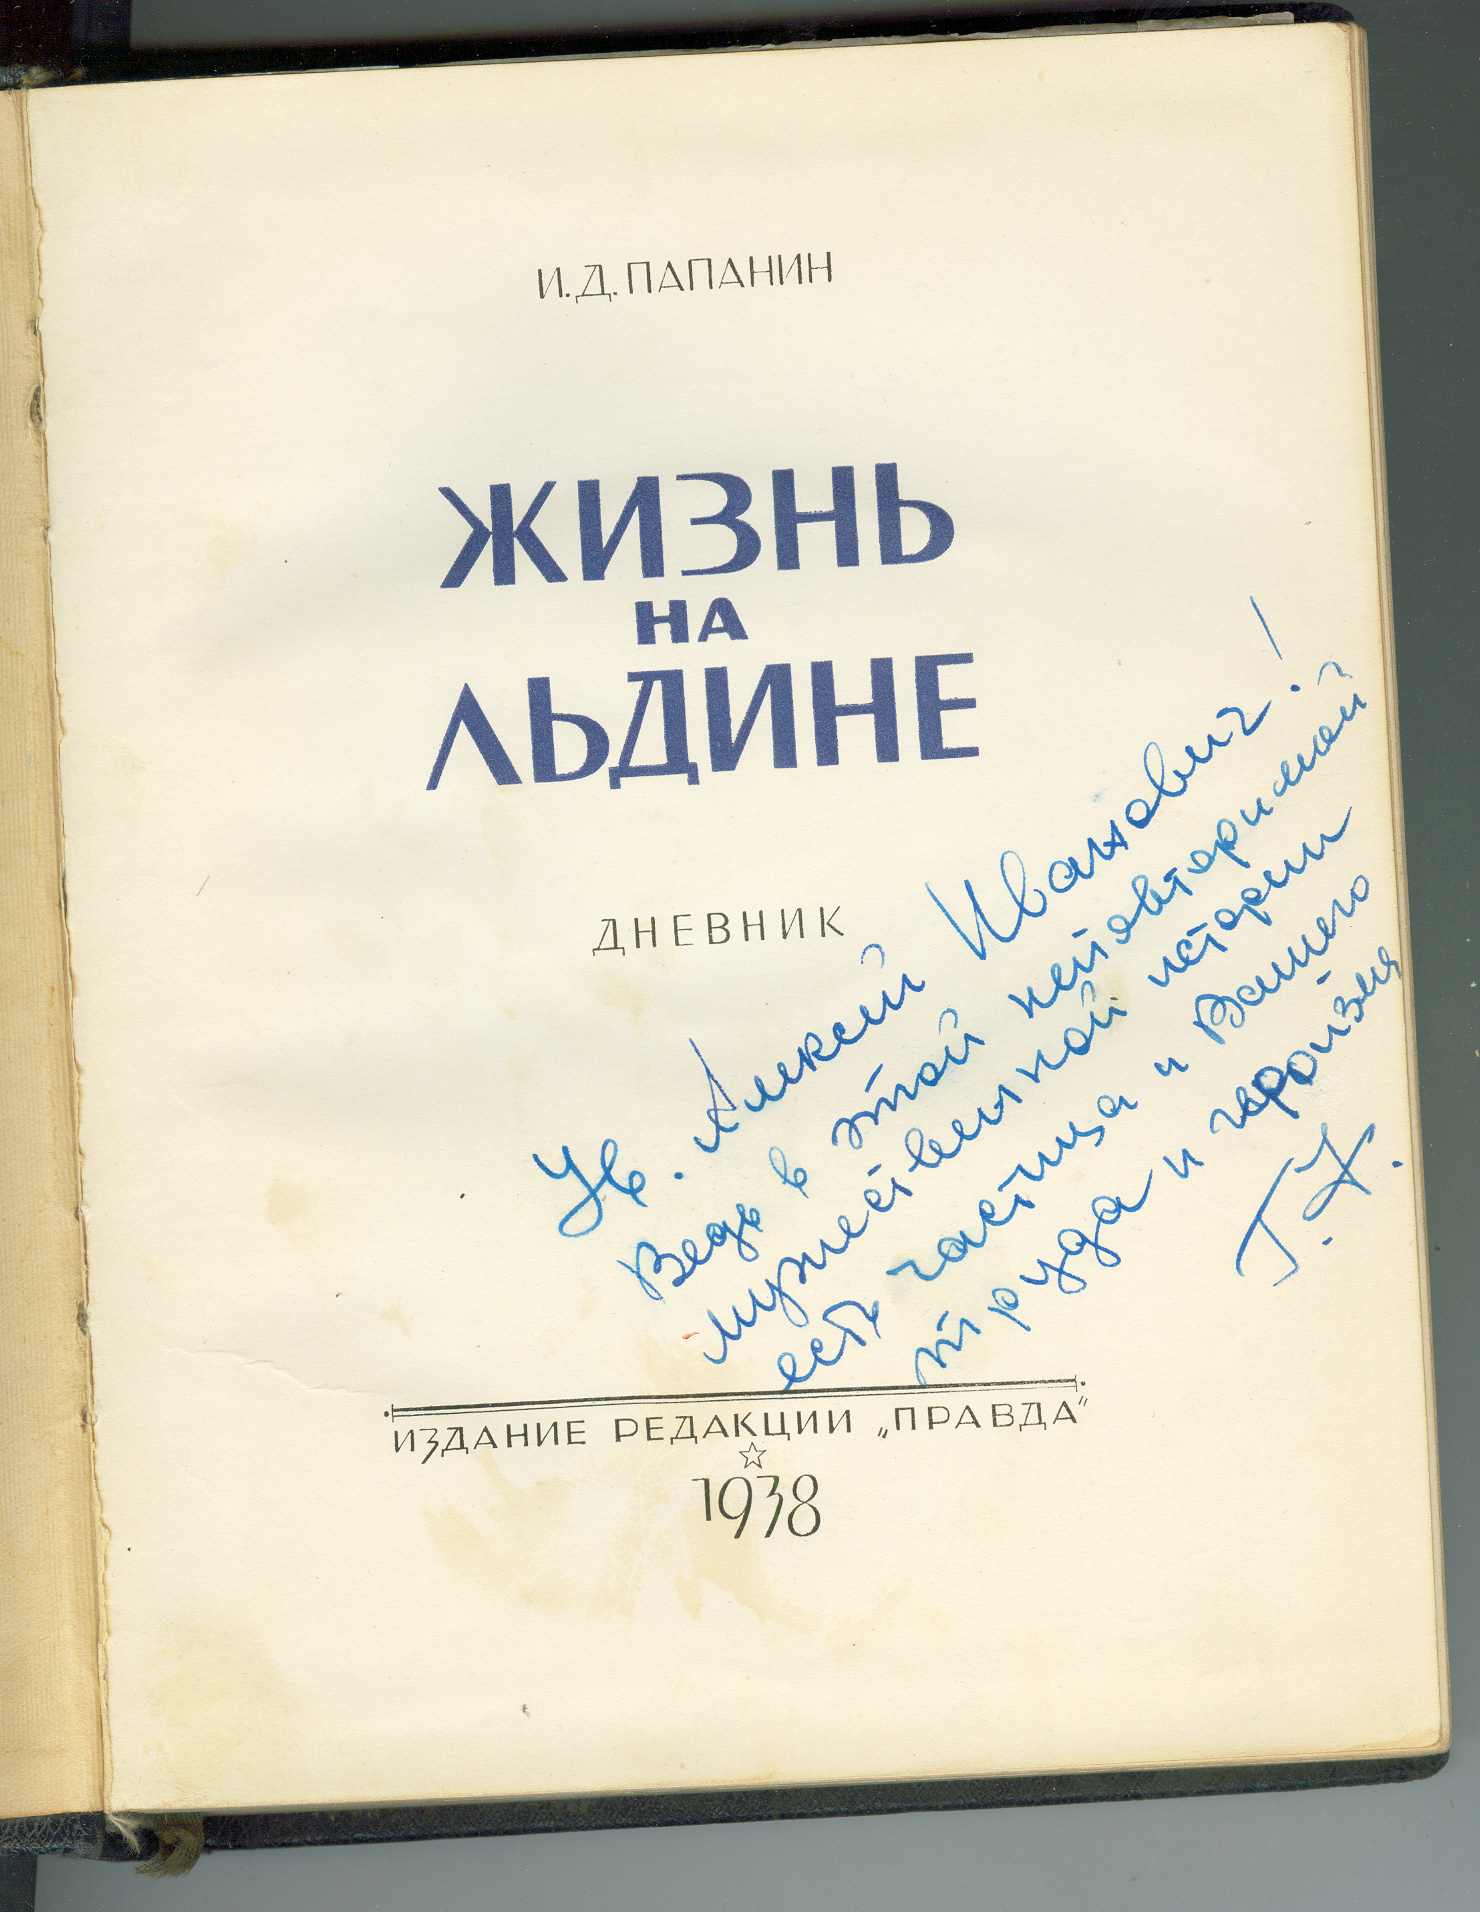 И.Д. ПАПАНИН
ЖИЗНЬ
НА
ЛЬДИНЕ
ДНЕВНИК
Ув. Алексей Иванович!
Ведь в этой неповторимой
мужественной истории
есть частица и Вашего
труда и героизма
Г.У.
ИЗДАНИЕ РЕДАКЦИИ „ПРАВДА“
1938